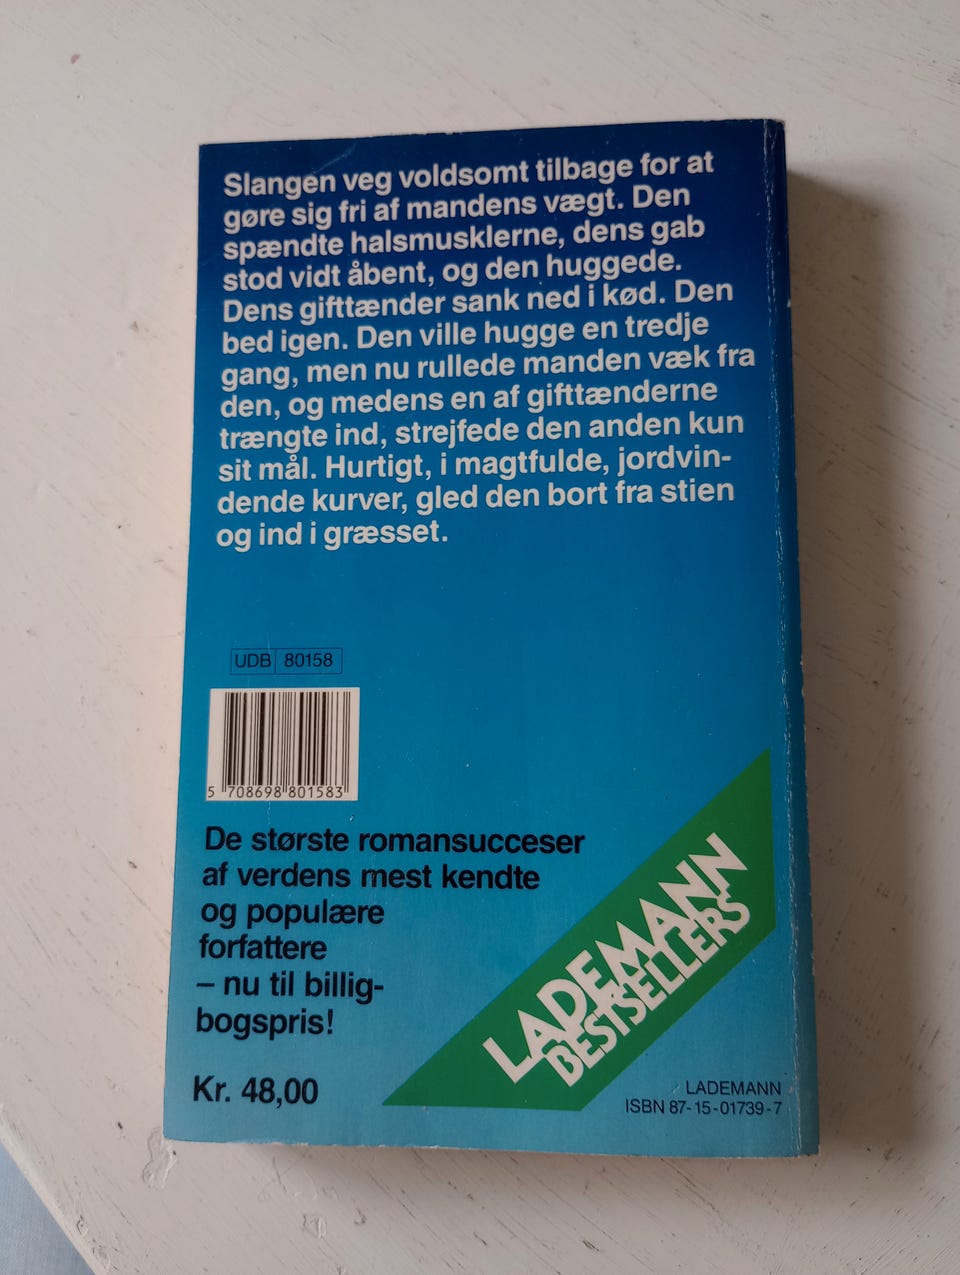 Slangen veg voldsomt tilbage for at
gøre sig fri af mandens vægt. Den
spændte halsmusklerne, dens gab
stod vidt åbent, og den huggede.
Dens gifttænder sank ned i kød. Den
bed igen. Den ville hugge en tredje
gang, men nu rullede manden væk fra
den, og medens en af gifttænderne
trængte ind, strejfede den anden kun
sit mål. Hurtigt, i magtfulde, jordvin-
dende kurver, gled den bort fra stien
og ind i græsset.
UDB 80158
5 708698 801583
De største romansucceser
af verdens mest kendte
og populære
forfattere
– nu til billig-
bogspris!
Kr. 48,00
LADEMANN
BESTSELLERS
LADEMANN
ISBN 87-15-01739-7